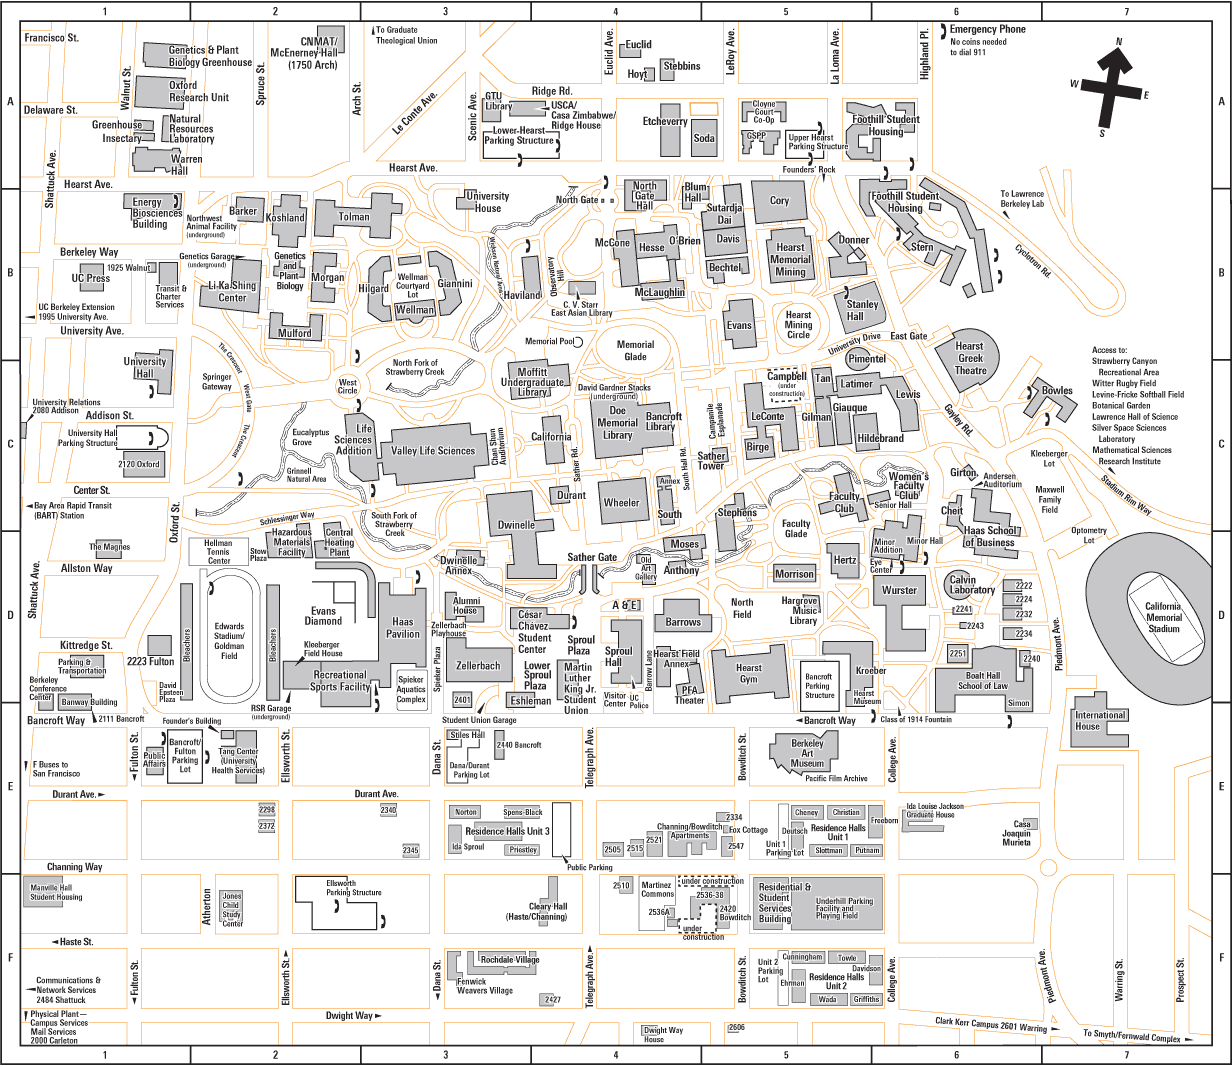 1 2 3 4 5 6 7
Francisco St.
Genetics & Plant
Biology Greenhouse
CNMAT/
McEnerney Hall
(1750 Arch)
To Graduate
Theological Union
Euclid Ave.
Euclid
Hoyt
Stebbins
LeRoy Ave.
La Loma Ave.
Highland Pl.
Emergency Phone
No coins needed
to dial 911
N
W
E
S
A
A
Walnut St.
Spruce St.
Arch St.
Oxford
Research Unit
Le Conte Ave.
Scenic Ave.
Ridge Rd.
GTU
Library
USCA/
Casa Zimbabwe/
Ridge House
Lower Hearst
Parking Structure
Etcheverry
Soda
Cloyne
Court
Co-Op
GSPP
Upper Hearst
Parking Structure
Foothill Student
Housing
Delaware St.
Greenhouse
Insectary
Natural
Resources
Laboratory
Warren
Hall
Shattuck Ave.
Hearst Ave.
Founders' Rock
Hearst Ave.
Energy
Biosciences
Building
Northwest
Animal Facility
(underground)
Barker
Koshland
Tolman
University
House
North Gate
North
Gate
Hall
Blum
Hall
Sutardja
Dai
Cory
Foothill Student
Housing
To Lawrence
Berkeley Lab
Cyclotron Rd.
Berkeley Way
UC Press
1925 Walnut
Transit &
Charter
Services
Genetics Garage
(underground)
Li Ka Shing
Center
Genetics
and
Plant
Biology
Morgan
Hilgard
Wellman
Courtyard
Lot
Giannini
Wellman
Wickson Natural Area
Haviland
Observatory
Hill
C. V. Starr
East Asian Library
McCone
Hesse
O'Brien
McLaughlin
Davis
Bechtel
Hearst
Memorial
Mining
Donner
Stern
B
B
UC Berkeley Extension
1995 University Ave.
University Ave.
Mulford
Memorial Pool
Memorial
Glade
Evans
Hearst
Mining
Circle
Stanley
Hall
University Drive
East Gate
Hearst
Greek
Theatre
Pimentel
University
Hall
The Crescent
Springer
Gateway
West Gate
The Crescent
West
Circle
North Fork of
Strawberry Creek
Moffitt
Undergraduate
Library
David Gardner Stacks
(underground)
Doe
Memorial
Library
Bancroft
Library
Campanile
Esplanade
Campbell
(under
construction)
Tan
Latimer
LeConte
Gilman
Giauque
Lewis
Birge
Hildebrand
Gayley Rd.
Bowles
Access to:
Strawberry Canyon
Recreational Area
Witter Rugby Field
Levine-Fricke Softball Field
Botanical Garden
Lawrence Hall of Science
Silver Space Sciences
Laboratory
Mathematical Sciences
Research Institute
University Relations
2080 Addison
Addison St.
University Hall
Parking Structure
2120 Oxford
Eucalyptus
Grove
Grinnell
Natural Area
Life
Sciences
Addition
Valley Life Sciences
Chan Shun
Auditorium
California
Sather Rd.
Sather
Tower
South Hall Rd.
C
C
Kleeberger
Lot
Stadium Rim Way
Center St.
Bay Area Rapid Transit
(BART) Station
Oxford St.
Schlessinger Way
South Fork of
Strawberry
Creek
Dwinelle
Durant
Wheeler
Annex
South
Stephens
Faculty
Glade
Faculty
Club
Women's
Faculty
Club
Senior Hall
Girton
Andersen
Auditorium
Cheit
Haas School
of Business
Maxwell
Family
Field
Optometry
Lot
The Magnes
Allston Way
Hellman
Tennis
Center
Stow
Plaza
Hazardous
Materials
Facility
Central
Heating
Plant
Dwinelle
Annex
Sather Gate
Old
Art
Gallery
Moses
Anthony
Morrison
Hertz
Minor
Addition
Minor Hall
Eye
Center
Wurster
Calvin
Laboratory
2222
2224
2232
2234
2241
2243
2251
2240
California
Memorial
Stadium
Piedmont Ave.
D
D
Shattuck Ave.
Kittredge St.
Parking &
Transportation
2223 Fulton
Bleachers
Edwards
Stadium/
Goldman
Field
Bleachers
Evans
Diamond
Kleeberger
Field House
Haas
Pavilion
Recreational
Sports Facility
RSR Garage
(underground)
Spieker
Aquatics
Complex
Alumni
House
Zellerbach
Playhouse
Spieker Plaza
Zellerbach
2401
César
Chávez
Student
Center
Lower
Sproul
Plaza
Eshleman
Sproul
Plaza
Martin
Luther
King Jr.
Student
Union
A & E
Sproul
Hall
Visitor
Center
UC
Police
Barrow Lane
Barrows
Hearst Field
Annex
PFA
Theater
North
Field
Hearst
Gym
Hargrove
Music
Library
Bancroft
Parking
Structure
Kroeber
Hearst
Museum
Boalt Hall
School of Law
Simon
Berkeley
Conference
Center
Banway Building
David
Epstein
Plaza
Bancroft Way
2111 Bancroft
Founder's Building
Student Union Garage
Bancroft Way
Class of 1914 Fountain
International
House
F Buses to
San Francisco
Fulton St.
Public
Affairs
Bancroft/
Fulton
Parking
Lot
Tang Center
(University
Health Services)
Ellsworth St.
Dana St.
Stiles Hall
2440 Bancroft
Dana/Durant
Parking Lot
Telegraph Ave.
Bowditch St.
Berkeley
Art
Museum
Pacific Film Archive
College Ave.
E
E
Durant Ave.
Durant Ave.
2298
2372
2340
2345
Norton
Spens-Black
Residence Halls Unit 3
Ida Sproul
Priestley
Public Parking
2505
2515
2521
Channing/Bowditch
Apartments
2334
Fox Cottage
2547
Cheney
Christian
Deutsch
Residence Halls
Unit 1
Freeborn
Unit 1
Parking Lot
Slottman
Putnam
Ida Louise Jackson
Graduate House
Casa
Joaquin
Murieta
Channing Way
Manville Hall
Student Housing
Atherton
Jones
Child
Study
Center
Ellsworth
Parking Structure
Cleary Hall
(Haste/Channing)
2510
Martinez
Commons
under construction
2536-38
2536A
2420
Bowditch
under
construction
Residential &
Student
Services
Building
Underhill Parking
Facility and
Playing Field
Haste St.
F
F
Communications &
Network Services
2484 Shattuck
Fulton St.
Ellsworth St.
Dana St.
Rochdale Village
Fenwick
Weavers Village
2427
Telegraph Ave.
Bowditch St.
Unit 2
Parking
Lot
Cunningham
Towle
Ehrman
Residence Halls
Unit 2
Davidson
Wada
Griffiths
College Ave.
Piedmont Ave.
Warring St.
Prospect St.
Physical Plant—
Campus Services
Mail Services
2000 Carleton
Dwight Way
Dwight Way
House
2606
Clark Kerr Campus 2601 Warring
To Smyth/Fernwald Complex
1 2 3 4 5 6 7